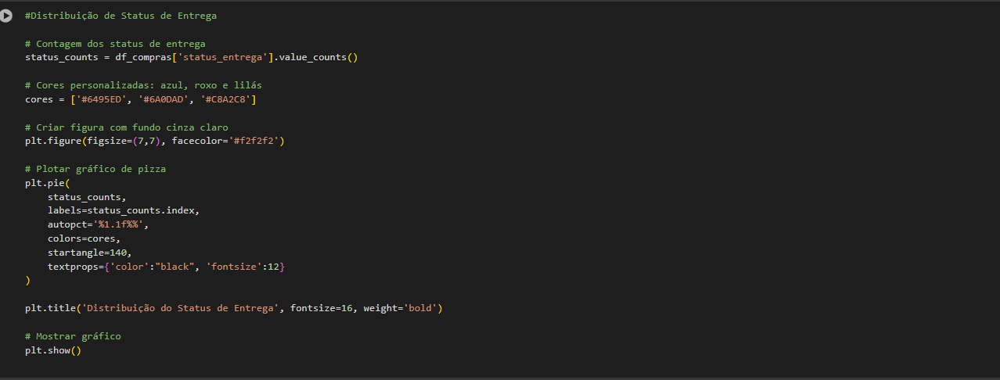 #Distribuição de Status de Entrega
# Contagem dos status de entrega
status_counts = df_compras['status_entrega'].value_counts()
# Cores personalizadas: azul, roxo e lilás
cores = ['#6495ED', '#6A0DAD', '#C8A2C8']
# Criar figura com fundo cinza claro
plt.figure(figsize=(7,7), facecolor='#f2f2f2')
# Plotar gráfico de pizza
plt.pie(
    status_counts,
    labels=status_counts.index,
    autopct='%1.1f%%',
    colors=cores,
    startangle=140,
    textprops={'color':"black", 'fontsize':12}
)
plt.title('Distribuição do Status de Entrega', fontsize=16, weight='bold')
# Mostrar gráfico
plt.show()